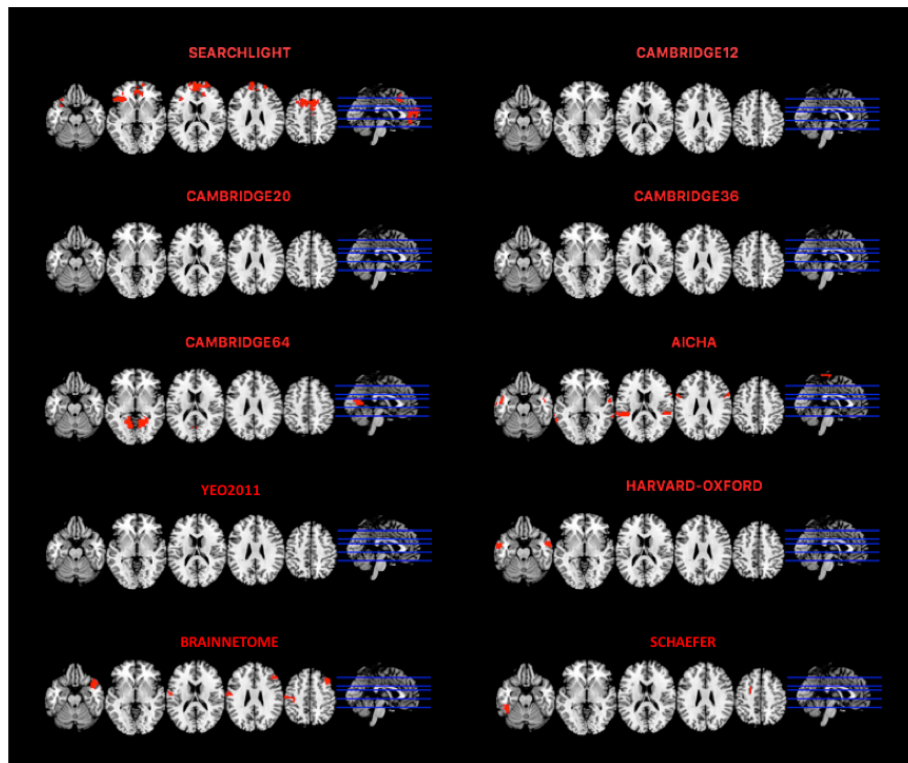 SEARCHLIGHT
CAMBRIDGE12
CAMBRIDGE20
CAMBRIDGE36
CAMBRIDGE64
AICHA
YEO2011
HARVARD-OXFORD
BRAINNETOME
SCHAEFER